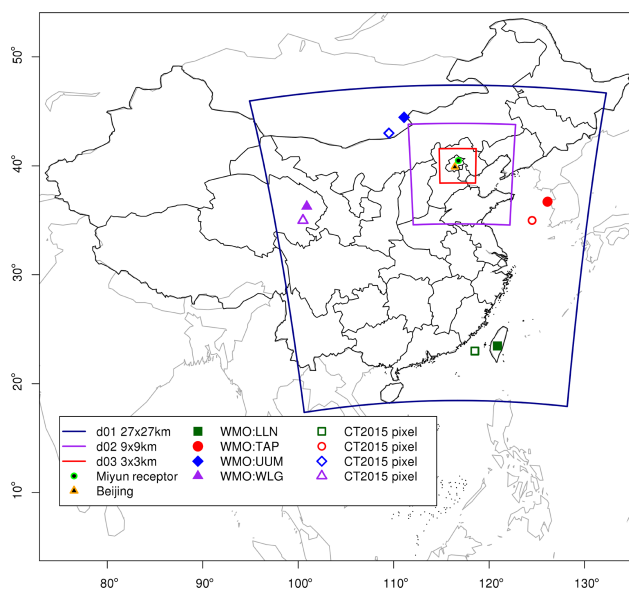 50°
40°
30°
20°
10°
d01 27x27km WMO:LLN CT2015 pixel
d02 9x9km WMO:TAP CT2015 pixel
d03 3x3km WMO:UUM CT2015 pixel
Miyun receptor WMO:WLG CT2015 pixel
Beijing
80° 90° 100° 110° 120° 130°